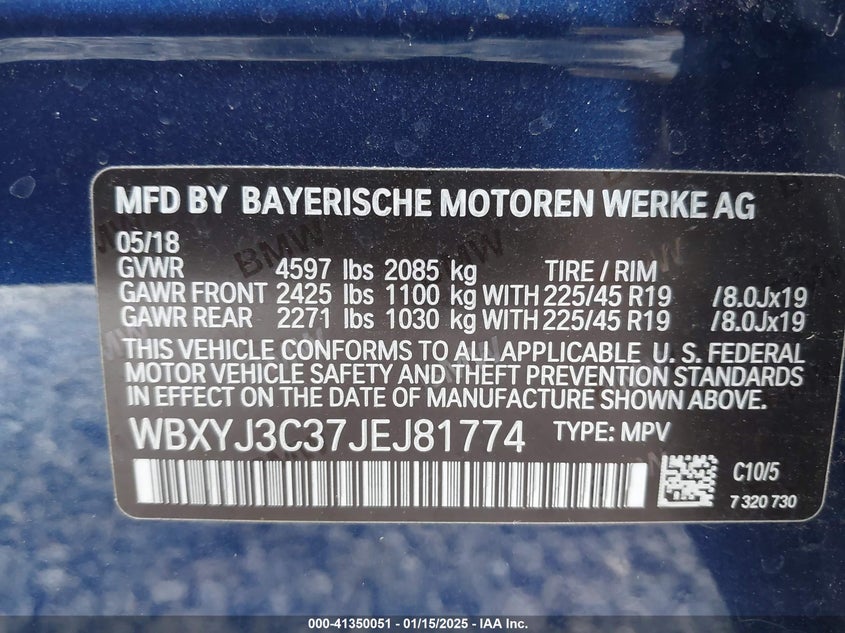 MFD BY BAYERISCHE MOTOREN WERKE AG
05/18
GVWR 4597 lbs 2085 kg TIRE / RIM
GAWR FRONT 2425 lbs 1100 kg WITH 225/45 R19 /8.0Jx19
GAWR REAR 2271 lbs 1030 kg WITH 225/45 R19 /8.0Jx19
THIS VEHICLE CONFORMS TO ALL APPLICABLE U. S. FEDERAL
MOTOR VEHICLE SAFETY AND THEFT PREVENTION STANDARDS
IN EFFECT ON THE DATE OF MANUFACTURE SHOWN ABOVE.
WBXYJ3C37JEJ81774 TYPE: MPV
C10/5
7 320 730
BMW
BMW
BMW
000-41350051 - 01/15/2025 - IAA Inc.